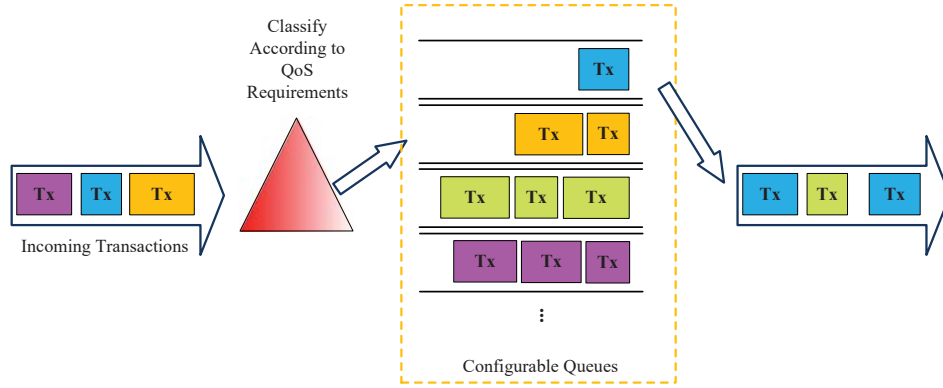 Classify
According to
QoS
Requirements
Tx Tx Tx
Incoming Transactions
Tx
Tx Tx
Tx Tx Tx
Tx Tx Tx
⋮
Configurable Queues
Tx Tx Tx